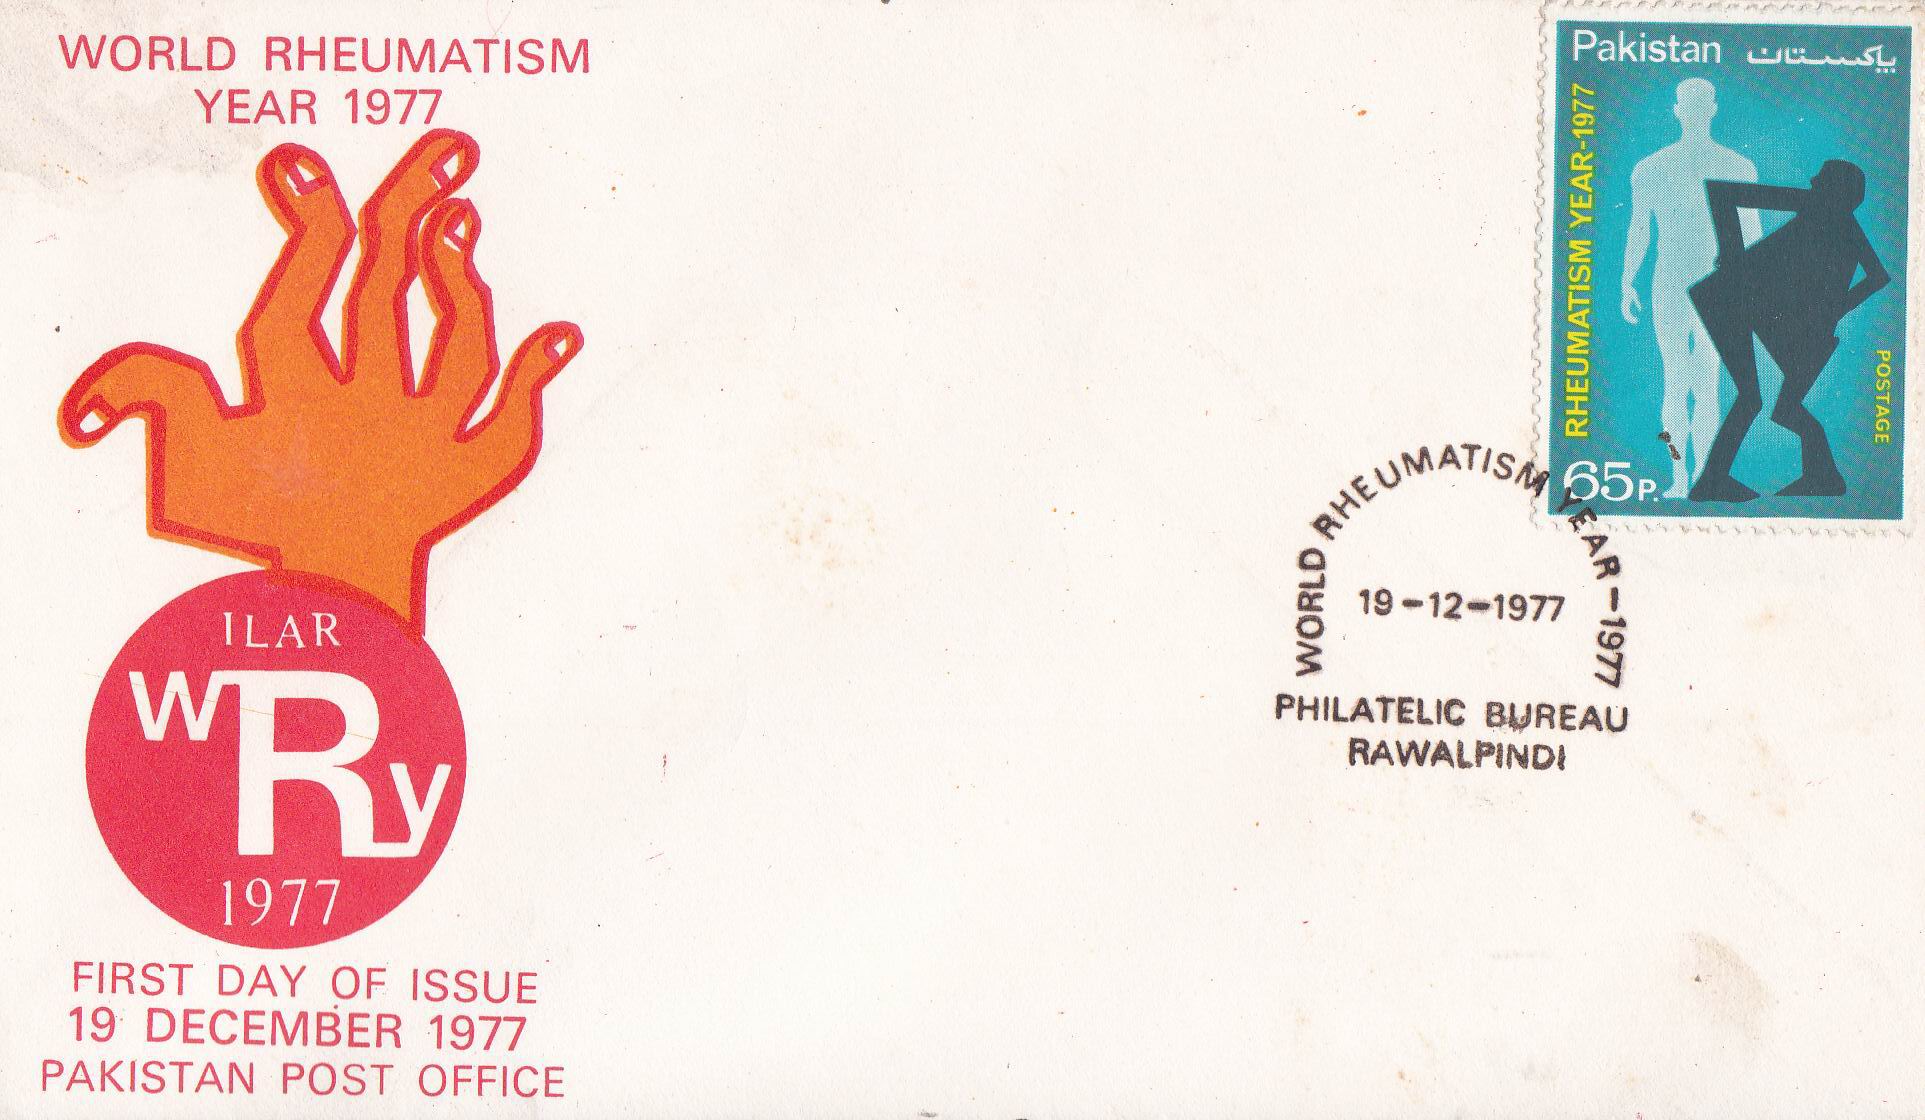 WORLD RHEUMATISM
YEAR 1977
ILAR
WRy
1977
FIRST DAY OF ISSUE
19 DECEMBER 1977
PAKISTAN POST OFFICE
Pakistan پاکستان
RHEUMATISM YEAR-1977
POSTAGE
65P.
WORLD RHEUMATISM YEAR-1977
19-12-1977
PHILATELIC BUREAU
RAWALPINDI